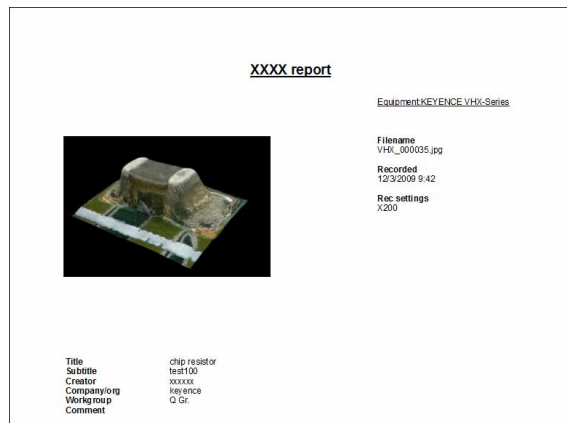 XXXX report
Equipment:KEYENCE VHX-Series
Filename
VHX_000035.jpg
Recorded
12/3/2009 9:42
Rec settings
X200
Title chip resistor
Subtitle test100
Creator xxxxxx
Company/org keyence
Workgroup Q Gr.
Comment